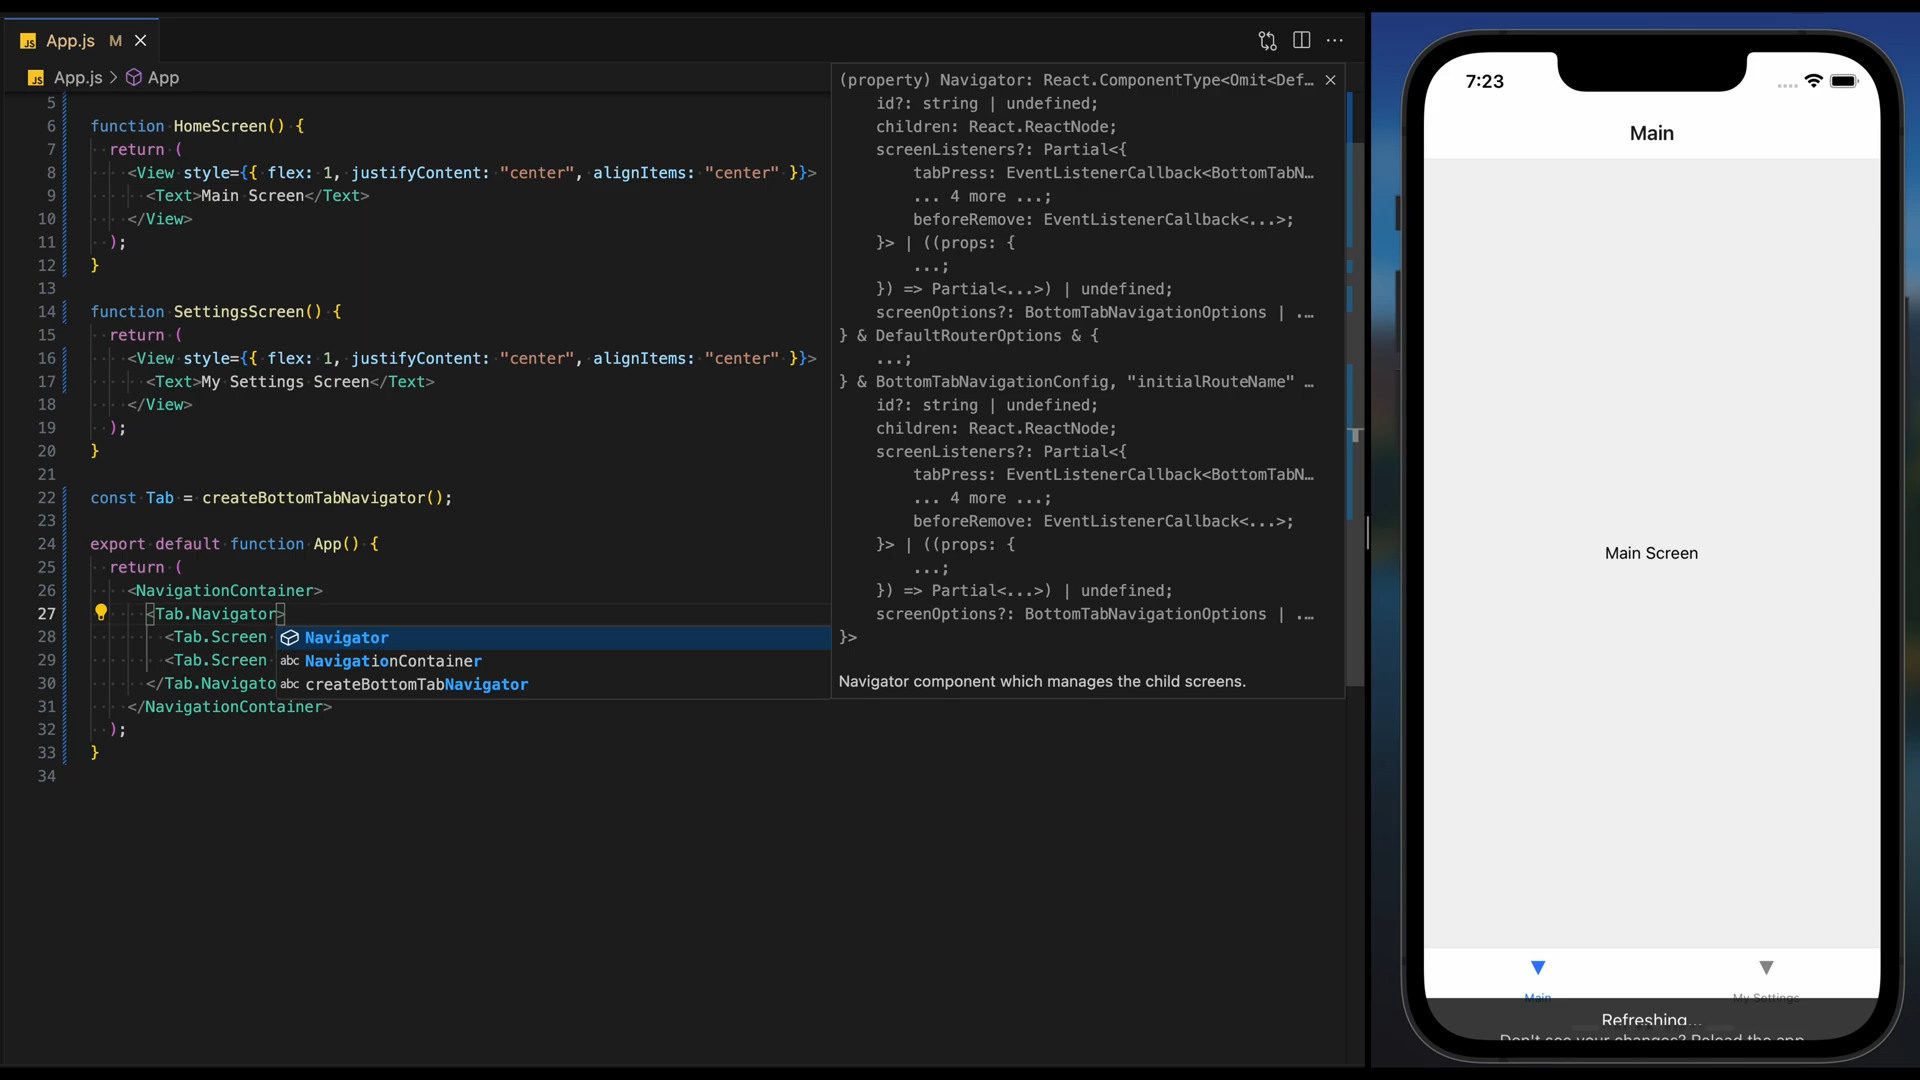 App.js M
App.js > App
5
6 function HomeScreen() {
7 return (
8 <View style={{ flex: 1, justifyContent: "center", alignItems: "center" }}>
9 <Text>Main Screen</Text>
10 </View>
11 );
12 }
13
14 function SettingsScreen() {
15 return (
16 <View style={{ flex: 1, justifyContent: "center", alignItems: "center" }}>
17 <Text>My Settings Screen</Text>
18 </View>
19 );
20 }
21
22 const Tab = createBottomTabNavigator();
23
24 export default function App() {
25 return (
26 <NavigationContainer>
27 <Tab.Navigator>
28 <Tab.Screen
29 <Tab.Screen
30 </Tab.Navigato
31 </NavigationContainer>
32 );
33 }
34
Navigator
abc NavigationContainer
abc createBottomTabNavigator
(property) Navigator: React.ComponentType<Omit<Def...
id?: string | undefined;
children: React.ReactNode;
screenListeners?: Partial<{
tabPress: EventListenerCallback<BottomTabN...
... 4 more ...;
beforeRemove: EventListenerCallback<...>;
}> | ((props: {
...;
}) => Partial<...>) | undefined;
screenOptions?: BottomTabNavigationOptions | ...
} & DefaultRouterOptions & {
...;
} & BottomTabNavigationConfig, "initialRouteName" ...
id?: string | undefined;
children: React.ReactNode;
screenListeners?: Partial<{
tabPress: EventListenerCallback<BottomTabN...
... 4 more ...;
beforeRemove: EventListenerCallback<...>;
}> | ((props: {
...;
}) => Partial<...>) | undefined;
screenOptions?: BottomTabNavigationOptions | ...
}>
Navigator component which manages the child screens.
7:23
Main
Main Screen
Main
My Settings
Refreshing...
Don't see your changes? Reload the app